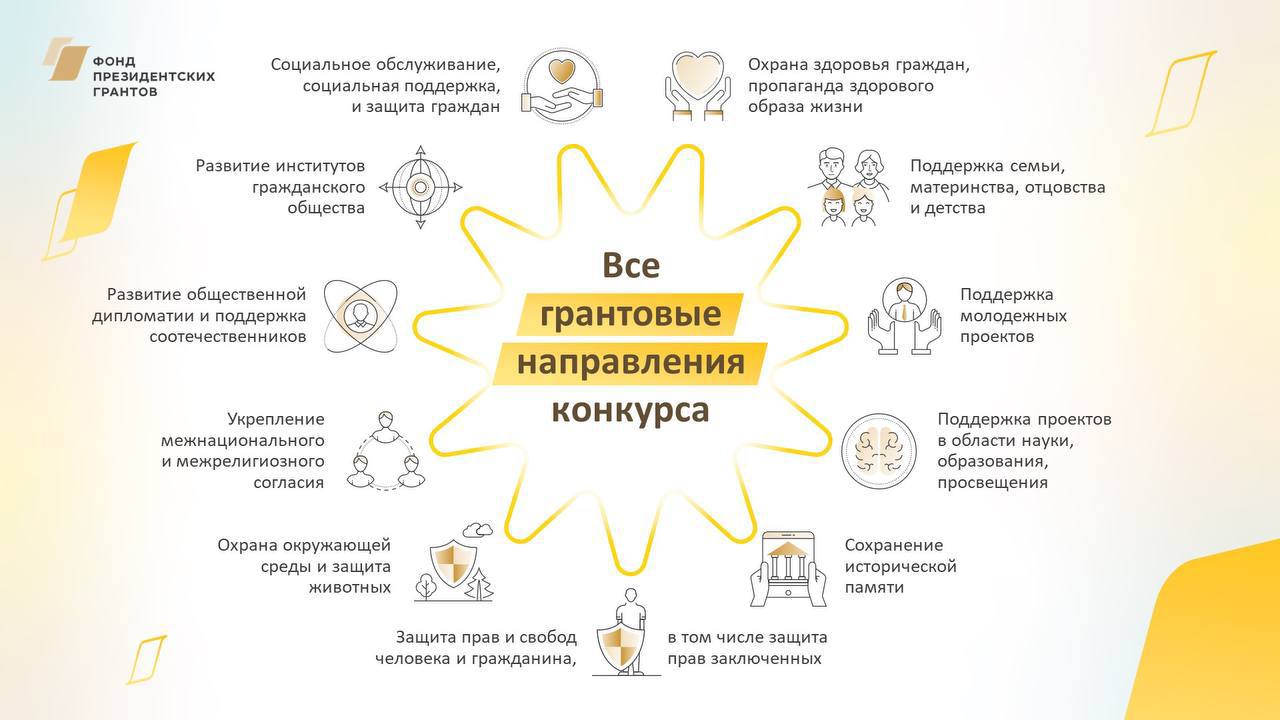 ФОНД
ПРЕЗИДЕНТСКИХ
ГРАНТОВ
Социальное обслуживание,
социальная поддержка,
и защита граждан
Охрана здоровья граждан,
пропаганда здорового
образа жизни
Развитие институтов
гражданского
общества
Поддержка семьи,
материнства, отцовства
и детства
Все
грантовые
направления
конкурса
Развитие общественной
дипломатии и поддержка
соотечественников
Поддержка
молодежных
проектов
Укрепление
межнационального
и межрелигиозного
согласия
Поддержка проектов
в области науки,
образования,
просвещения
Охрана окружающей
среды и защита
животных
Сохранение
исторической
памяти
Защита прав и свобод
человека и гражданина,
в том числе защита
прав заключенных